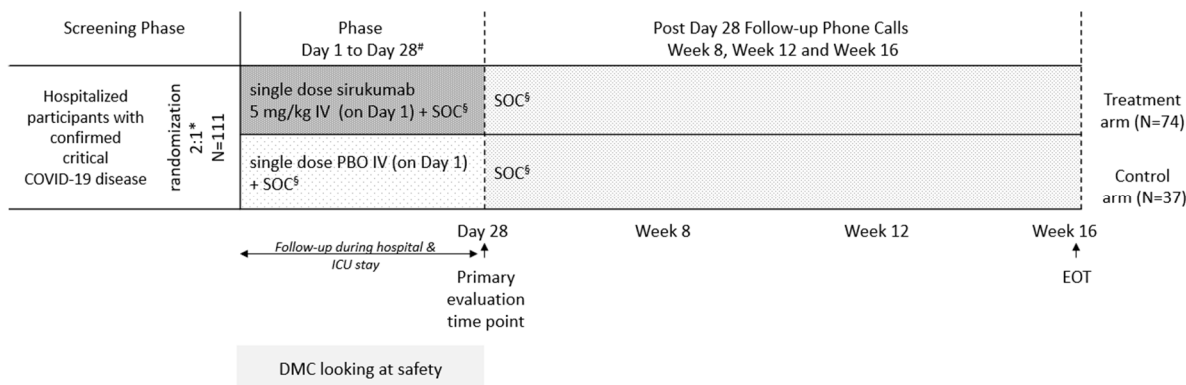 Screening Phase
Phase
Day 1 to Day 28#
Post Day 28 Follow-up Phone Calls
Week 8, Week 12 and Week 16
Hospitalized
participants with
confirmed
critical
COVID-19 disease
randomization
2:1*
N=111
single dose sirukumab
5 mg/kg IV (on Day 1) + SOC§
SOC§
Treatment
arm (N=74)
single dose PBO IV (on Day 1)
+ SOC§
SOC§
Control
arm (N=37)
Day 28
Week 8
Week 12
Week 16
Follow-up during hospital &
ICU stay
Primary
evaluation
time point
EOT
DMC looking at safety